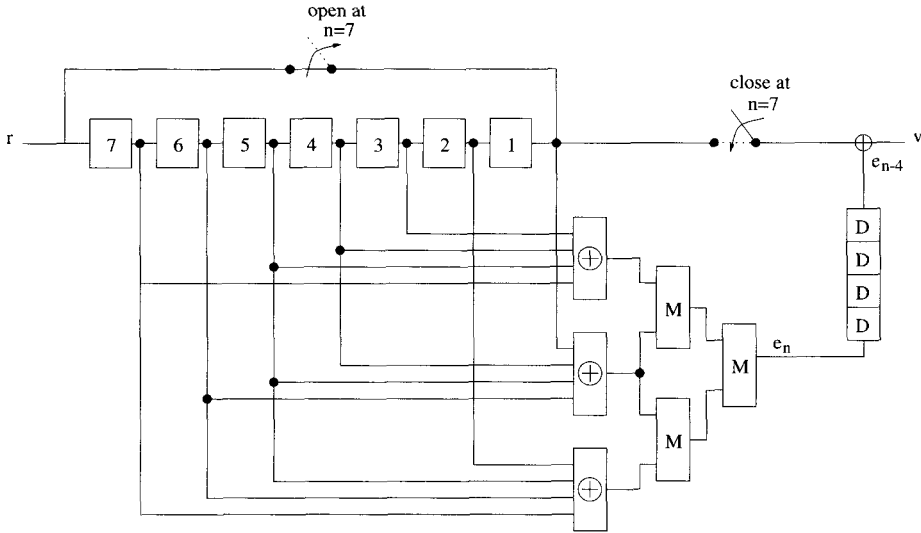 open at
n=7
close at
n=7
r
7 6 5 4 3 2 1
v
e_{n-4}
D
D
D
D
M
M
M
e_n